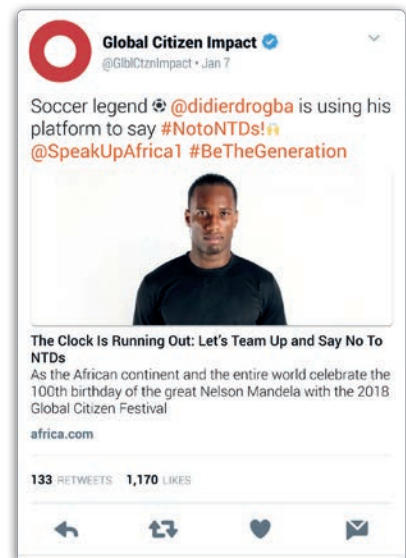 Global Citizen Impact
@GlblCtznImpact • Jan 7
Soccer legend ⚽ @didierdrogba is using his
platform to say #NotoNTDs!🙌
@SpeakUpAfrica1 #BeTheGeneration
The Clock Is Running Out: Let's Team Up and Say No To
NTDs
As the African continent and the entire world celebrate the
100th birthday of the great Nelson Mandela with the 2018
Global Citizen Festival
africa.com
133 RETWEETS 1,170 LIKES